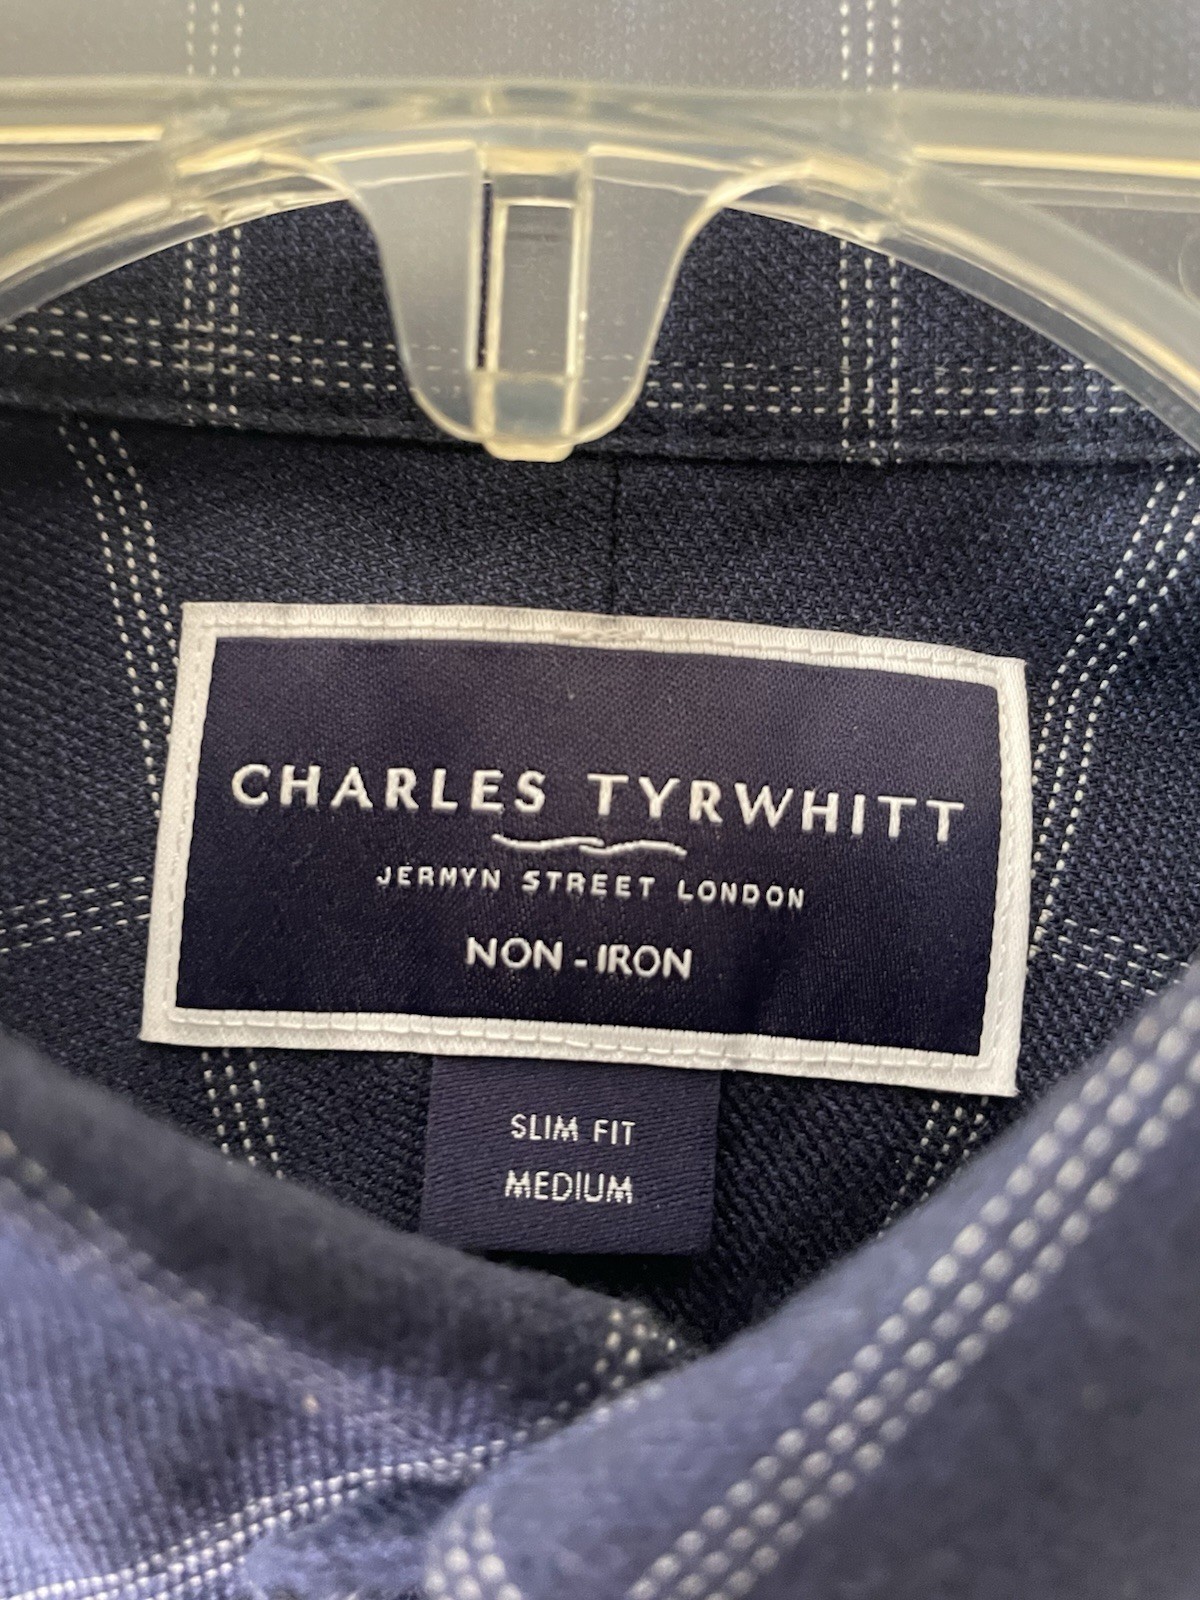 CHARLES TYRWHITT
JERMYN STREET LONDON
NON-IRON
SLIM FIT
MEDIUM